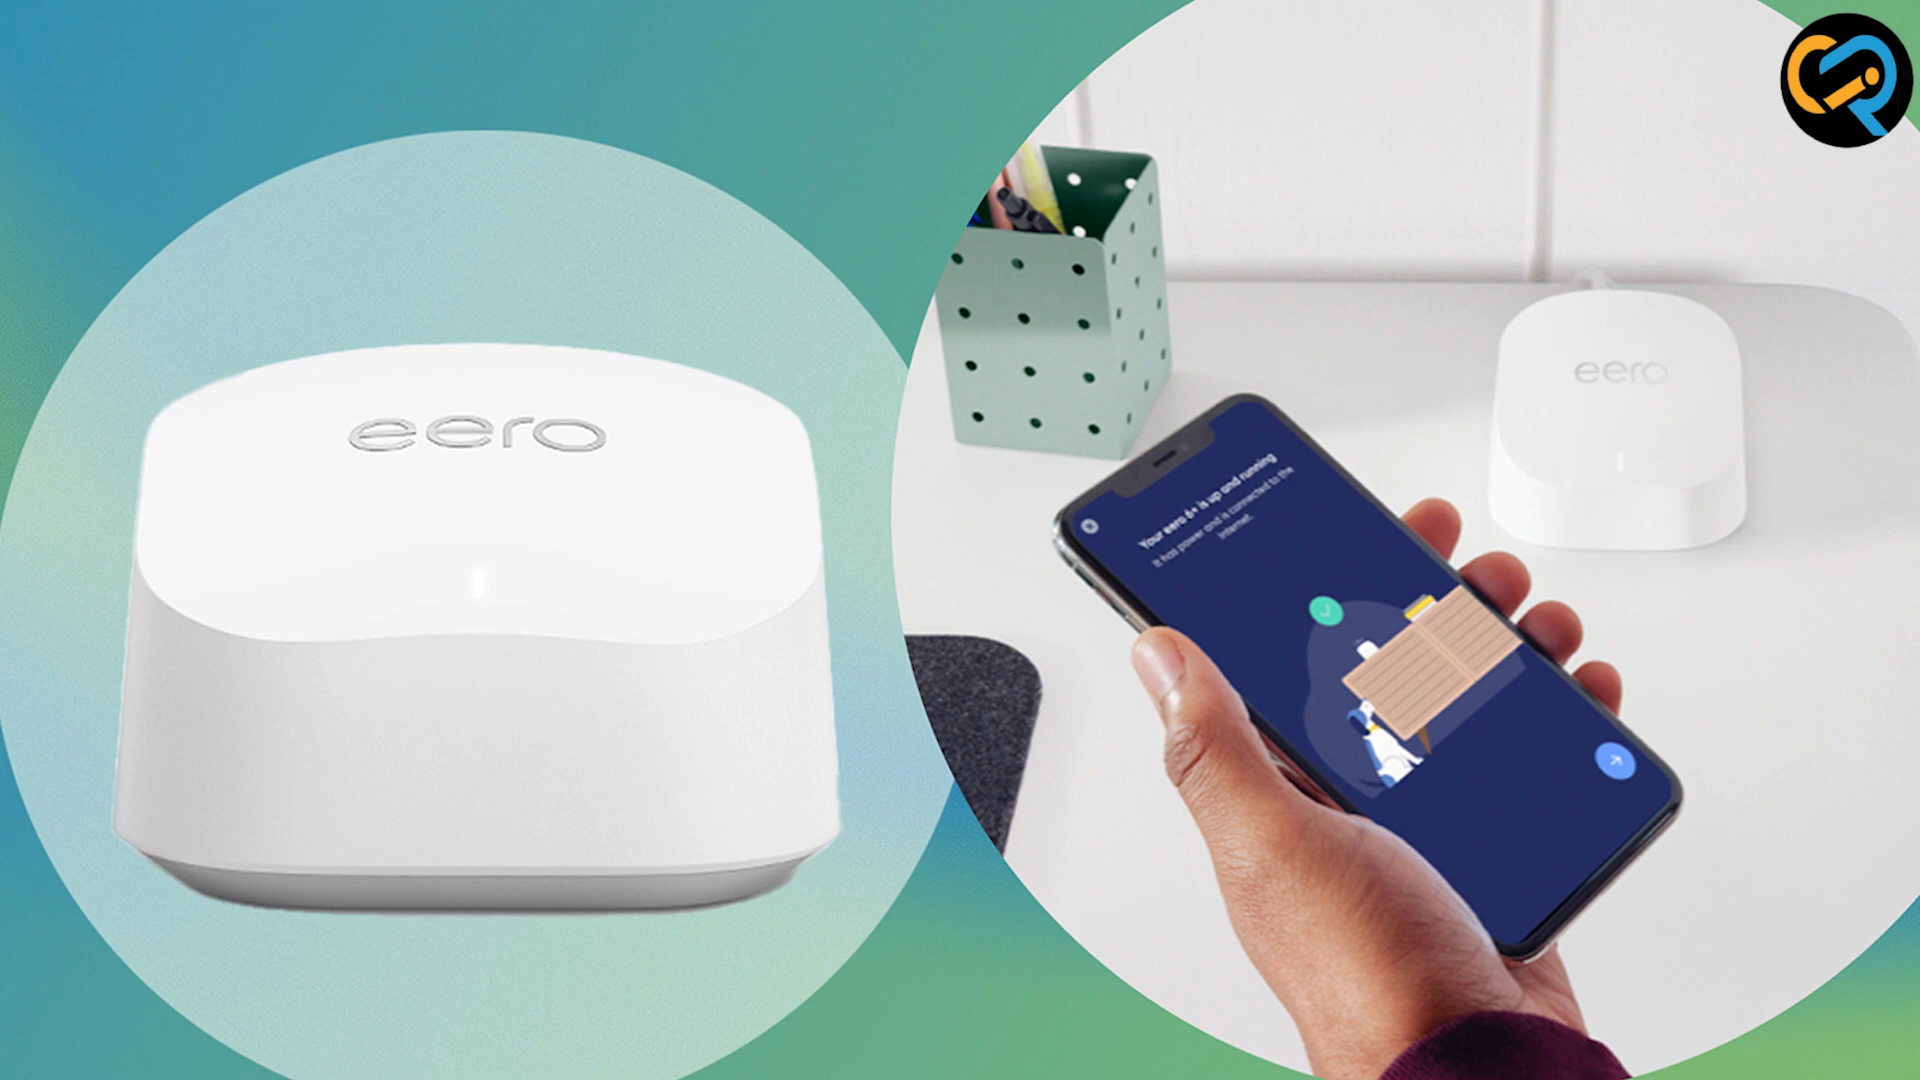 eero
eero
Your eero 6+ is up and running
It has power and is connected to the
internet.